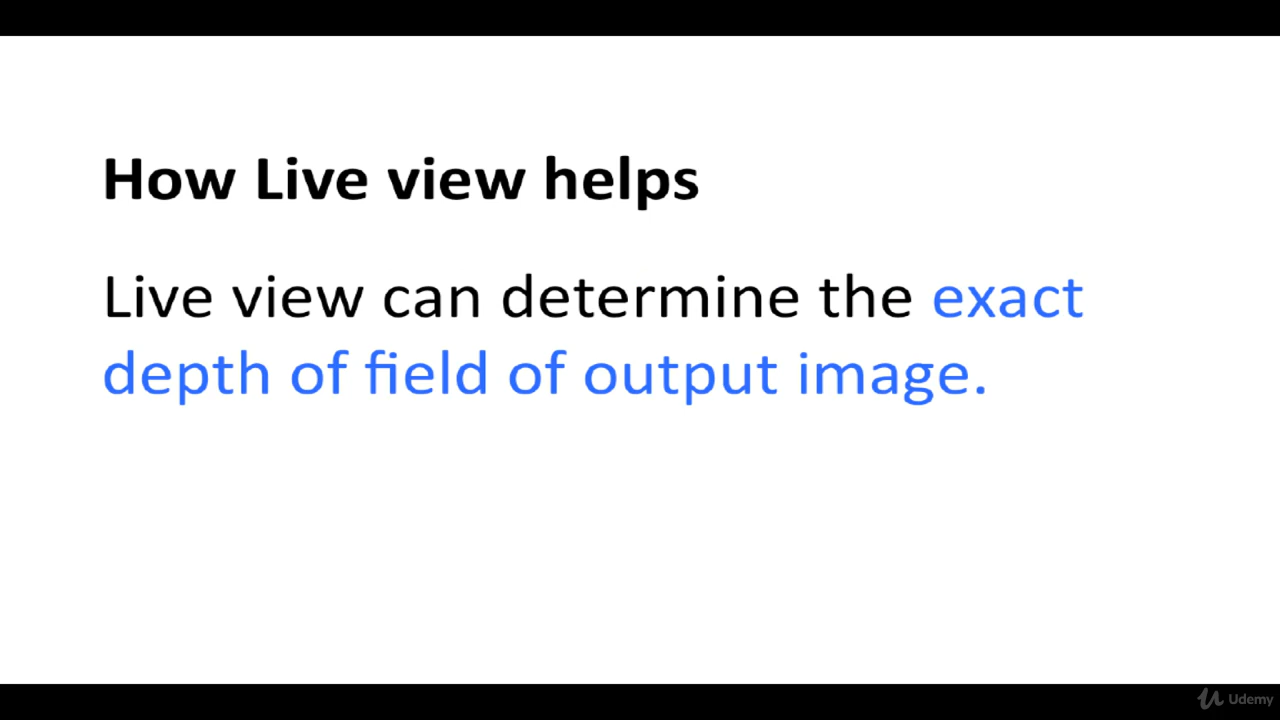 How Live view helps
Live view can determine the exact
depth of field of output image.
Udemy